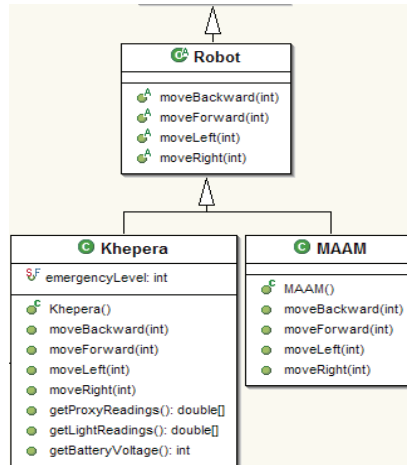 Robot
moveBackward(int)
moveForward(int)
moveLeft(int)
moveRight(int)
Khepera
emergencyLevel: int
Khepera()
moveBackward(int)
moveForward(int)
moveLeft(int)
moveRight(int)
getProxyReadings(): double[]
getLightReadings(): double[]
getBatteryVoltage(): int
MAAM
MAAM()
moveBackward(int)
moveForward(int)
moveLeft(int)
moveRight(int)